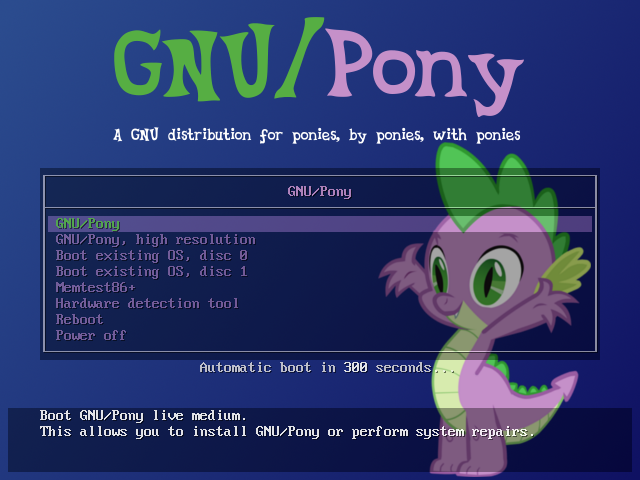 GNU/Pony
A GNU distribution for ponies, by ponies, with ponies
GNU/Pony
GNU/Pony
GNU/Pony, high resolution
Boot existing OS, disc 0
Boot existing OS, disc 1
Memtest86+
Hardware detection tool
Reboot
Power off
Automatic boot in 300 seconds...
Boot GNU/Pony live medium.
This allows you to install GNU/Pony or perform system repairs.